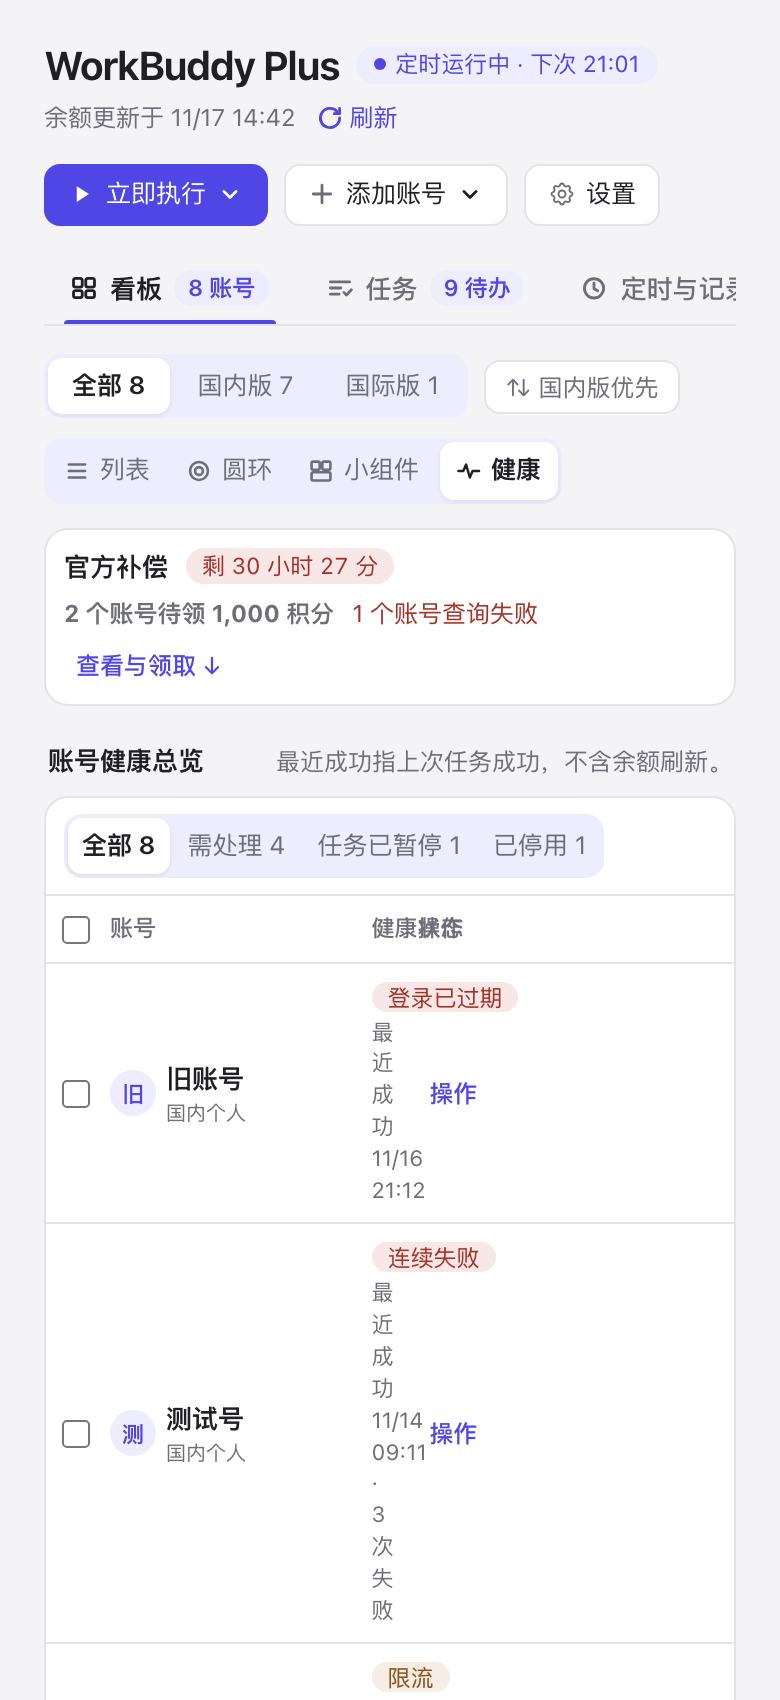 WorkBuddy Plus 定时运行中 · 下次 21:01
余额更新于 11/17 14:42 刷新
立即执行 添加账号 设置
看板 8 账号 任务 9 待办 定时与记录
全部 8 国内版 7 国际版 1 国内版优先
列表 圆环 小组件 健康
官方补偿 剩 30 小时 27 分
2 个账号待领 1,000 积分 1 个账号查询失败
查看与领取 ↓
账号健康总览 最近成功指上次任务成功，不含余额刷新。
全部 8 需处理 4 任务已暂停 1 已停用 1
账号 健康状态 操作
登录已过期
最
近
成
功
11/16
21:12
旧 旧账号
国内个人
操作
连续失败
最
近
成
功
11/14
09:11
·
3
次
失
败
测 测试号
国内个人
操作
限流